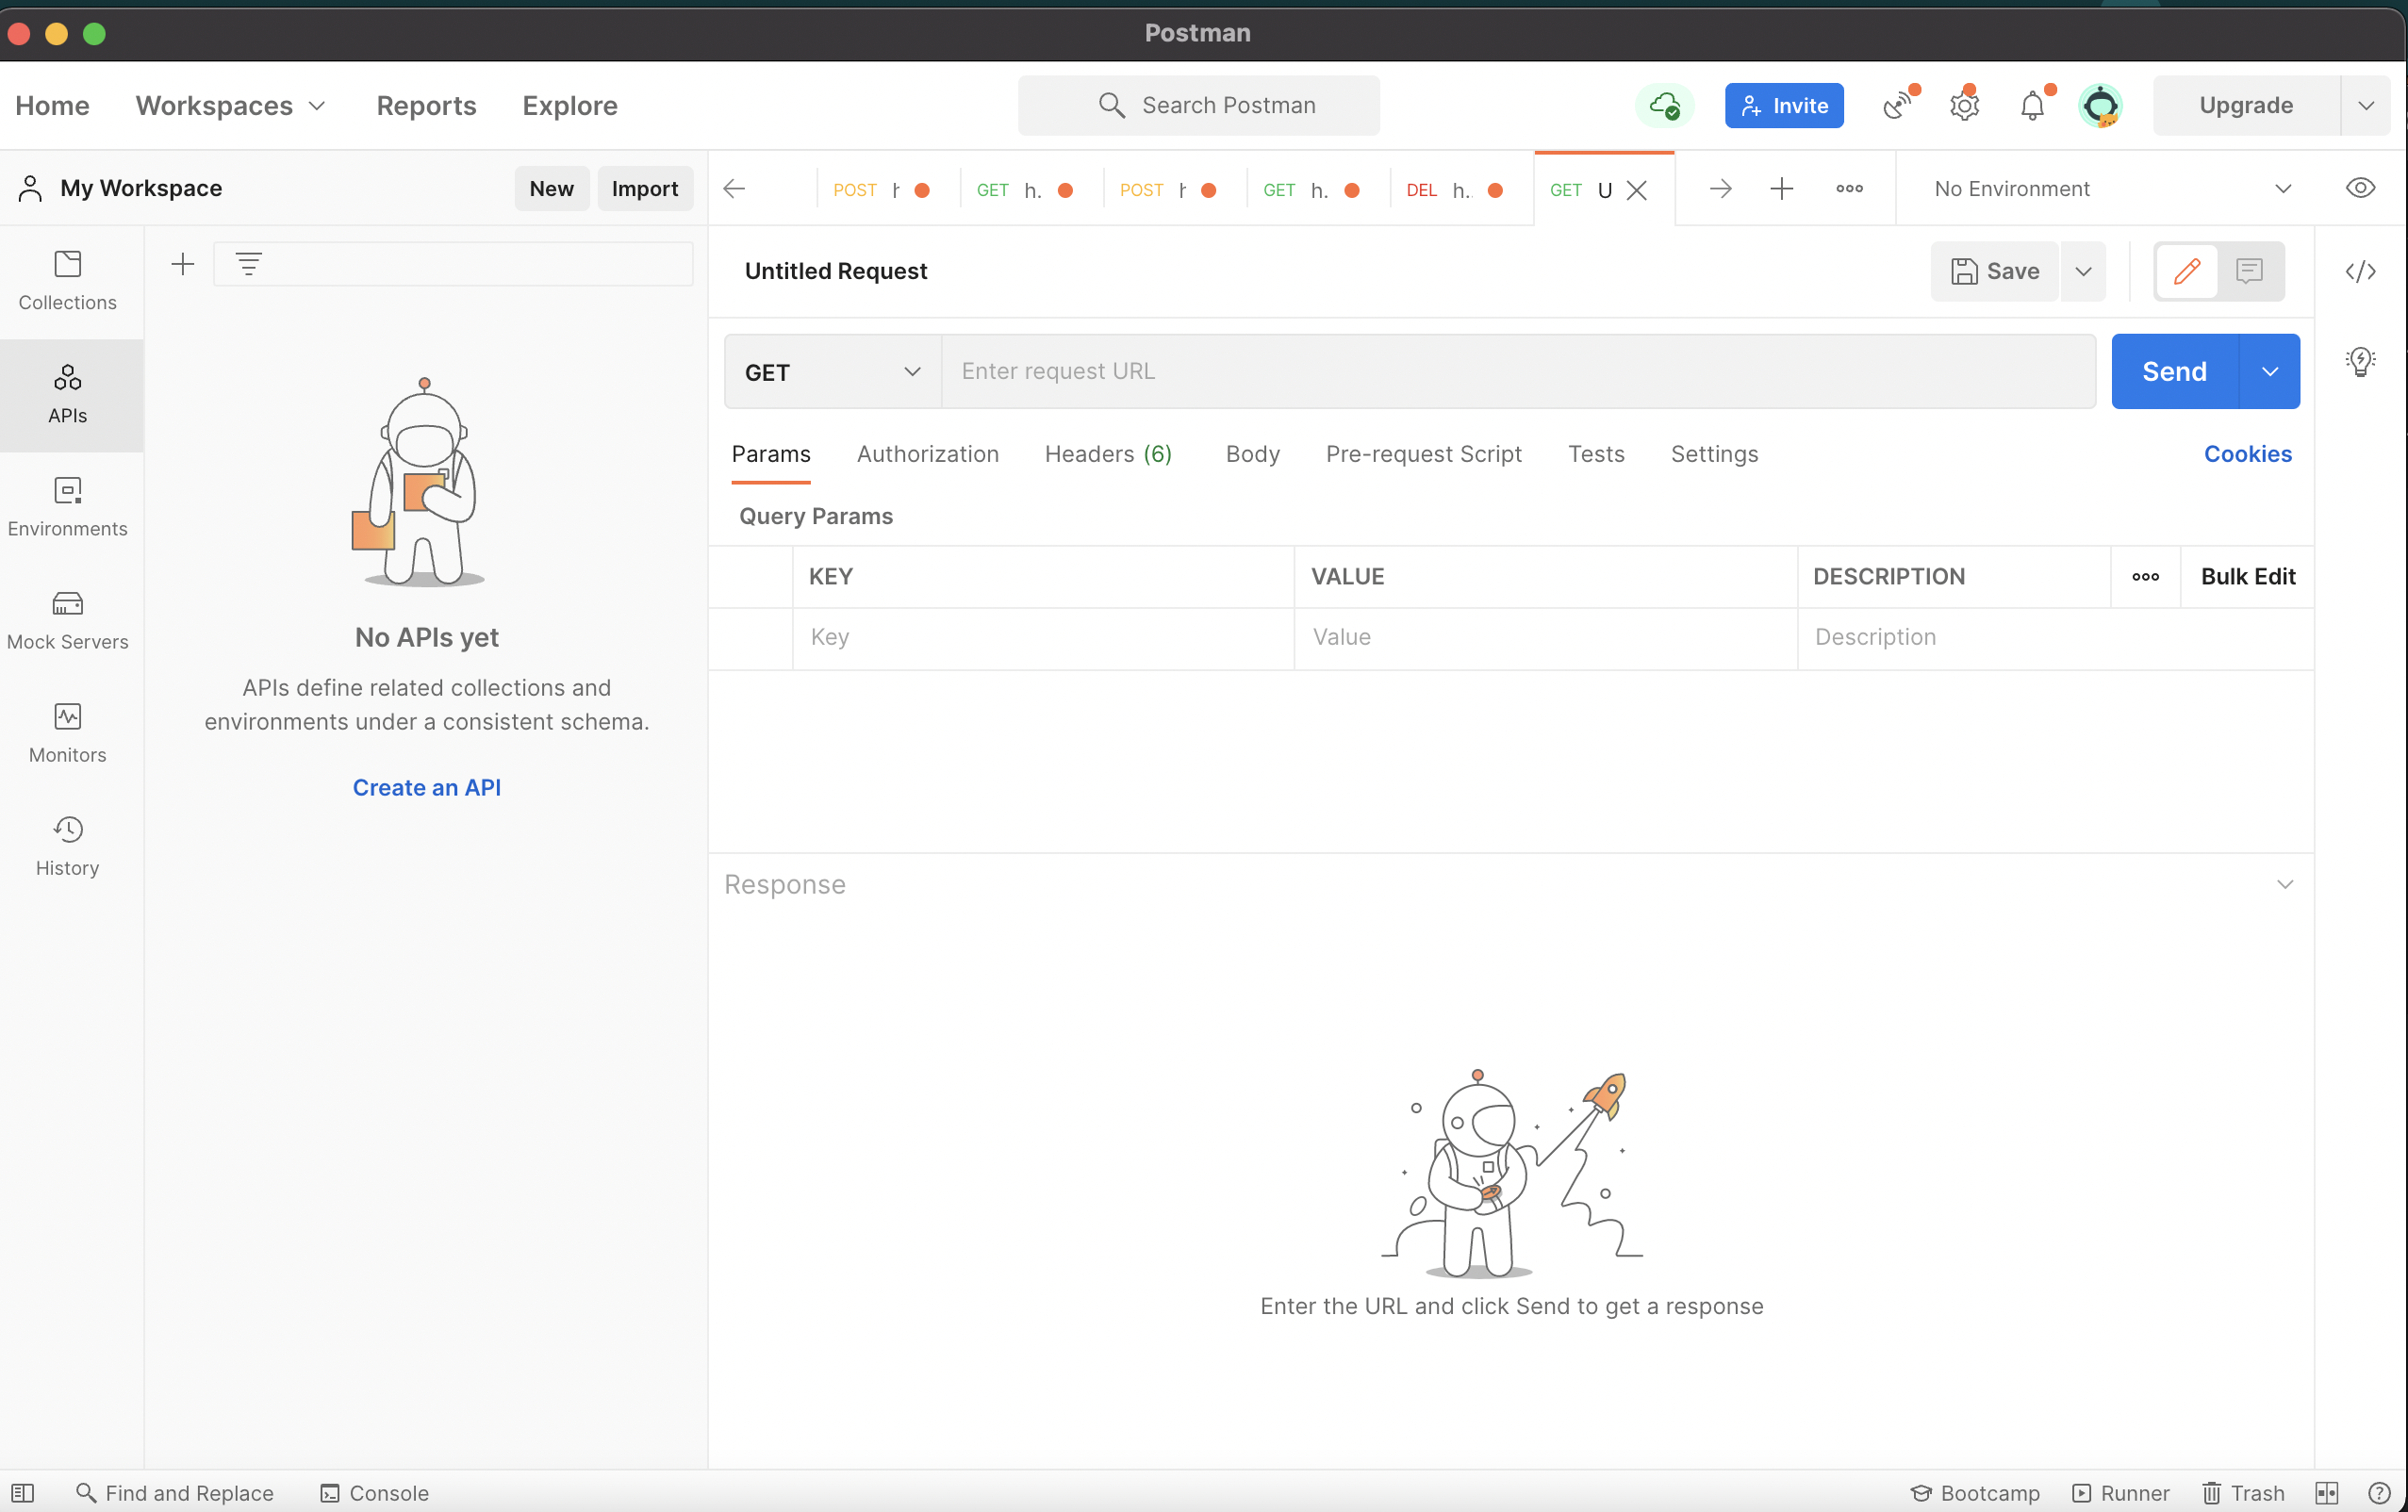 Postman
Home Workspaces Reports Explore Search Postman Invite Upgrade
My Workspace New Import POST GET h. POST GET h. DEL h.. GET U No Environment
Collections
APIs
Environments
Mock Servers
Monitors
History
No APIs yet
APIs define related collections and
environments under a consistent schema.
Create an API
Untitled Request Save
GET Enter request URL Send
Params Authorization Headers (6) Body Pre-request Script Tests Settings Cookies
Query Params
KEY VALUE DESCRIPTION Bulk Edit
Key Value Description
Response
Enter the URL and click Send to get a response
Find and Replace Console Bootcamp Runner Trash